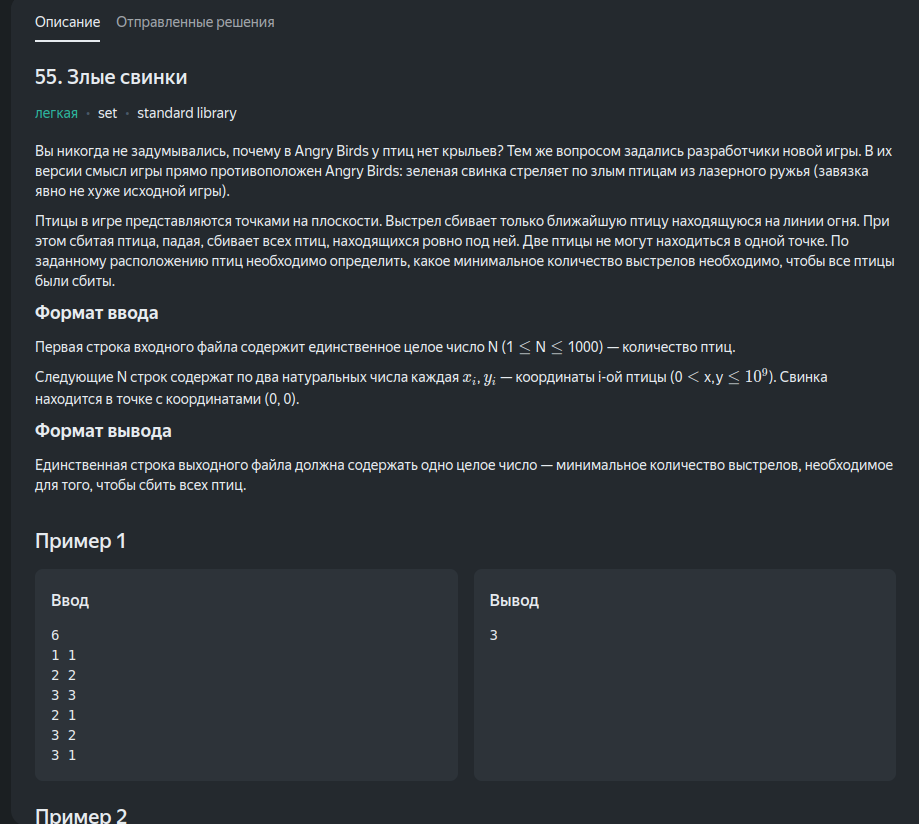 Описание Отправленные решения
55. Злые свинки
легкая · set · standard library
Вы никогда не задумывались, почему в Angry Birds у птиц нет крыльев? Тем же вопросом задались разработчики новой игры. В их
версии смысл игры прямо противоположен Angry Birds: зеленая свинка стреляет по злым птицам из лазерного ружья (завязка
явно не хуже исходной игры).
Птицы в игре представляются точками на плоскости. Выстрел сбивает только ближайшую птицу находящуюся на линии огня. При
этом сбитая птица, падая, сбивает всех птиц, находящихся ровно под ней. Две птицы не могут находиться в одной точке. По
заданному расположению птиц необходимо определить, какое минимальное количество выстрелов необходимо, чтобы все птицы
были сбиты.
Формат ввода
Первая строка входного файла содержит единственное целое число N (1 ≤ N ≤ 1000) — количество птиц.
Следующие N строк содержат по два натуральных числа каждая xᵢ, yᵢ — координаты i-ой птицы (0 < x,y ≤ 10⁹). Свинка
находится в точке с координатами (0, 0).
Формат вывода
Единственная строка выходного файла должна содержать одно целое число — минимальное количество выстрелов, необходимое
для того, чтобы сбить всех птиц.
Пример 1
Ввод
6
1 1
2 2
3 3
2 1
3 2
3 1
Вывод
3
Пример 2